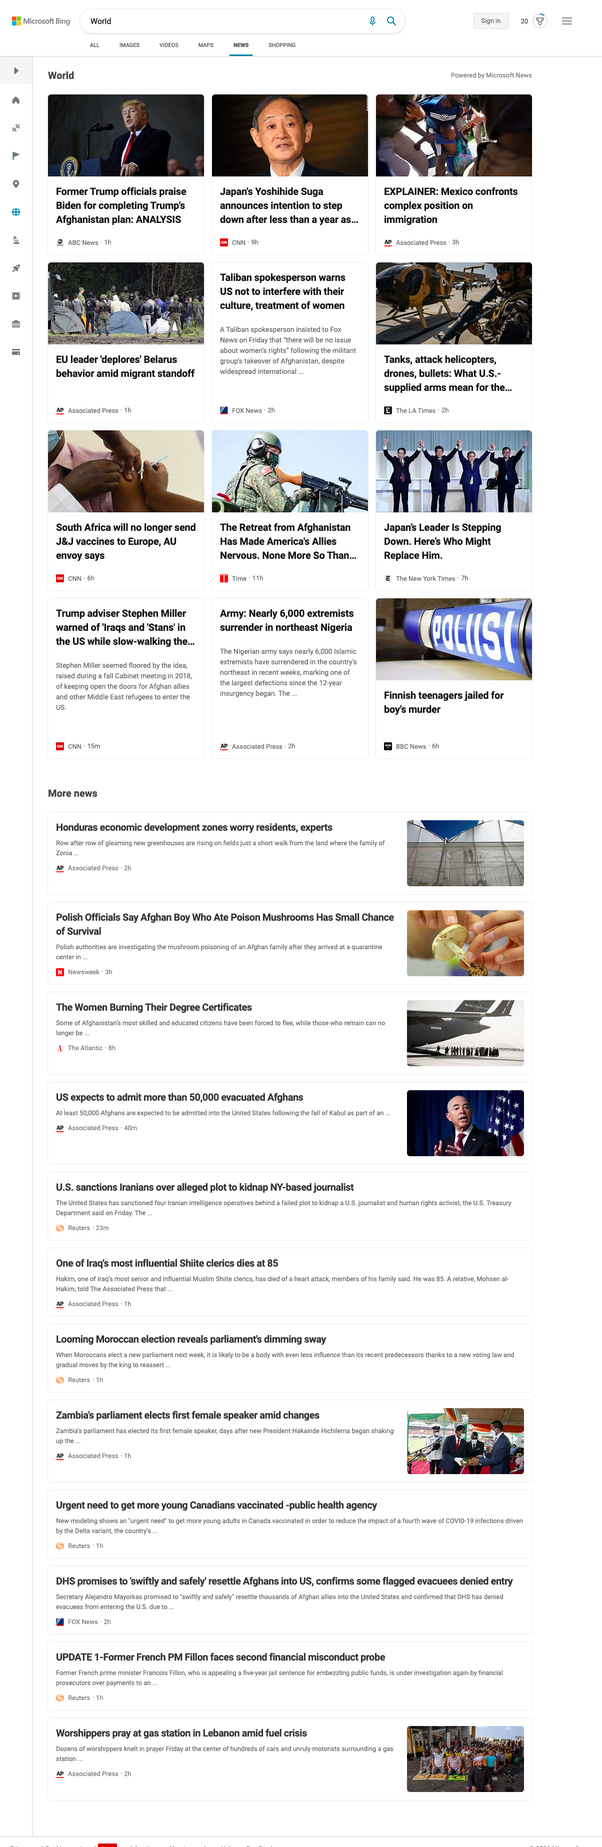 Microsoft Bing
World
Sign in
20
ALL
IMAGES
VIDEOS
MAPS
NEWS
SHOPPING
World
Powered by Microsoft News
Former Trump officials praise
Biden for completing Trump's
Afghanistan plan: ANALYSIS
ABC News · 1h
Japan's Yoshihide Suga
announces intention to step
down after less than a year as...
CNN · 9h
EXPLAINER: Mexico confronts
complex position on
immigration
AP Associated Press · 3h
EU leader 'deplores' Belarus
behavior amid migrant standoff
AP Associated Press · 1h
Taliban spokesperson warns
US not to interfere with their
culture, treatment of women
A Taliban spokesperson insisted to Fox
News on Friday that "there will be no issue
about women's rights" following the militant
group's takeover of Afghanistan, despite
widespread international ...
FOX News · 2h
Tanks, attack helicopters,
drones, bullets: What U.S.-
supplied arms mean for the...
The LA Times · 2h
South Africa will no longer send
J&J vaccines to Europe, AU
envoy says
CNN · 6h
The Retreat from Afghanistan
Has Made America's Allies
Nervous. None More So Than...
Time · 11h
Japan's Leader Is Stepping
Down. Here's Who Might
Replace Him.
The New York Times · 7h
Trump adviser Stephen Miller
warned of 'Iraqs and 'Stans' in
the US while slow-walking the...
Stephen Miller seemed floored by the idea,
raised during a fall Cabinet meeting in 2018,
of keeping open the doors for Afghan allies
and other Middle East refugees to enter the
US.
CNN · 15m
Army: Nearly 6,000 extremists
surrender in northeast Nigeria
The Nigerian army says nearly 6,000 Islamic
extremists have surrendered in the country's
northeast in recent weeks, marking one of
the largest defections since the 12-year
insurgency began. The ...
AP Associated Press · 2h
POLIISI
Finnish teenagers jailed for
boy's murder
BBC News · 6h
More news
Honduras economic development zones worry residents, experts
Row after row of gleaming new greenhouses are rising on fields just a short walk from the land where the family of
Zonia ...
AP Associated Press · 2h
Polish Officials Say Afghan Boy Who Ate Poison Mushrooms Has Small Chance
of Survival
Polish authorities are investigating the mushroom poisoning of an Afghan family after they arrived at a quarantine
center in ...
N Newsweek · 3h
The Women Burning Their Degree Certificates
Some of Afghanistan's most skilled and educated citizens have been forced to flee, while those who remain can no
longer be ...
The Atlantic · 8h
US expects to admit more than 50,000 evacuated Afghans
At least 50,000 Afghans are expected to be admitted into the United States following the fall of Kabul as part of an ...
AP Associated Press · 40m
U.S. sanctions Iranians over alleged plot to kidnap NY-based journalist
The United States has sanctioned four Iranian intelligence operatives behind a failed plot to kidnap a U.S. journalist and human rights activist, the U.S. Treasury
Department said on Friday. The ...
Reuters · 23m
One of Iraq's most influential Shiite clerics dies at 85
Hakim, one of Iraq's most senior and influential Muslim Shiite clerics, has died of a heart attack, members of his family said. He was 85. A relative, Mohsen al-
Hakim, told The Associated Press that ...
AP Associated Press · 1h
Looming Moroccan election reveals parliament's dimming sway
When Moroccans elect a new parliament next week, it is likely to be a body with even less influence than its recent predecessors thanks to a new voting law and
gradual moves by the king to reassert ...
Reuters · 1h
Zambia's parliament elects first female speaker amid changes
Zambia's parliament has elected its first female speaker, days after new President Hakainde Hichilema began shaking
up the ...
AP Associated Press · 1h
Urgent need to get more young Canadians vaccinated -public health agency
New modeling shows an "urgent need" to get more young adults in Canada vaccinated in order to reduce the impact of a fourth wave of COVID-19 infections driven
by the Delta variant, the country's ...
Reuters · 1h
DHS promises to 'swiftly and safely' resettle Afghans into US, confirms some flagged evacuees denied entry
Secretary Alejandro Mayorkas promised to "swiftly and safely" resettle thousands of Afghan allies into the United States and confirmed that DHS has denied
evacuees from entering the U.S. due to ...
FOX News · 2h
UPDATE 1-Former French PM Fillon faces second financial misconduct probe
Former French prime minister Francois Fillon, who is appealing a five-year jail sentence for embezzling public funds, is under investigation again by financial
prosecutors over payments to an ...
Reuters · 1h
Worshippers pray at gas station in Lebanon amid fuel crisis
Dozens of worshippers knelt in prayer Friday at the center of hundreds of cars and unruly motorists surrounding a gas
station ...
AP Associated Press · 2h